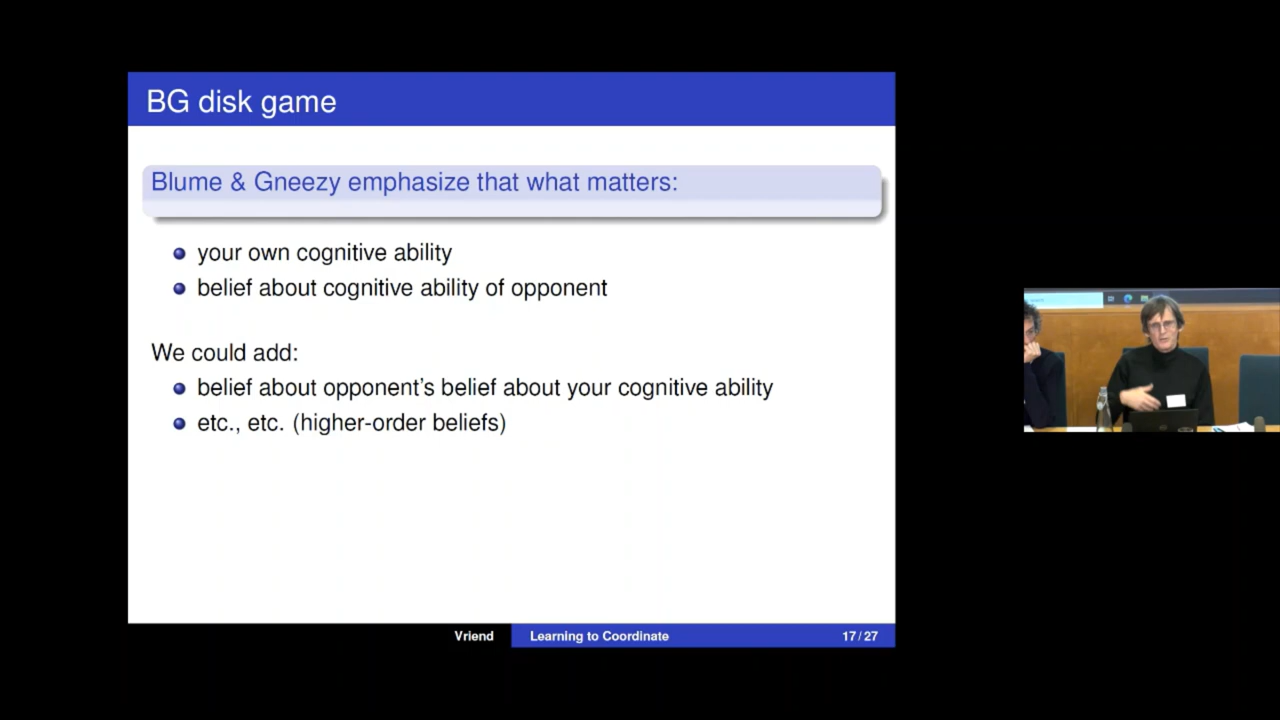 BG disk game
Blume & Gneezy emphasize that what matters:
your own cognitive ability
belief about cognitive ability of opponent
We could add:
belief about opponent's belief about your cognitive ability
etc., etc. (higher-order beliefs)
Vriend
Learning to Coordinate
17 / 27